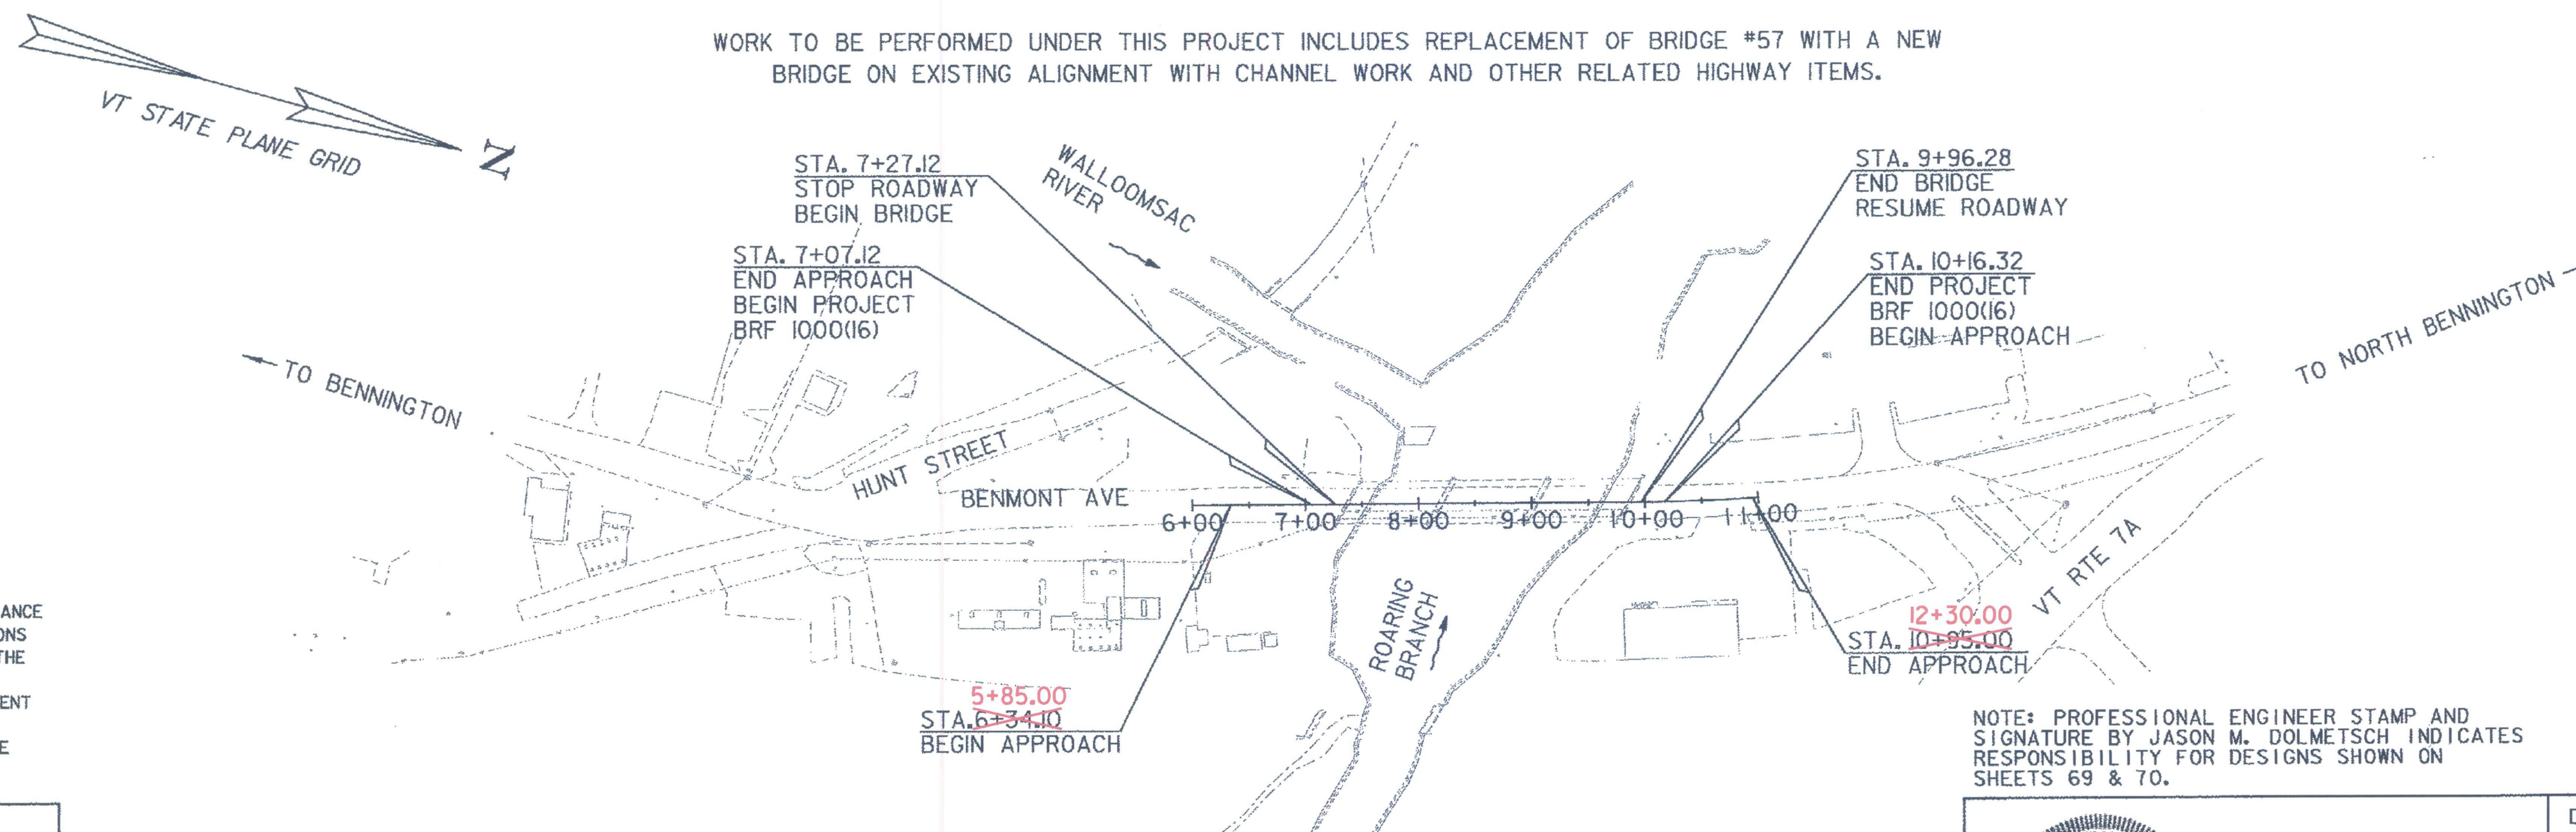 WORK TO BE PERFORMED UNDER THIS PROJECT INCLUDES REPLACEMENT OF BRIDGE #57 WITH A NEW
BRIDGE ON EXISTING ALIGNMENT WITH CHANNEL WORK AND OTHER RELATED HIGHWAY ITEMS.
VT STATE PLANE GRID
N
STA. 7+27.12
STOP ROADWAY
BEGIN BRIDGE
STA. 7+07.12
END APPROACH
BEGIN PROJECT
BRF 1000(16)
WALLOOMSAC
RIVER
STA. 9+96.28
END BRIDGE
RESUME ROADWAY
STA. 10+16.32
END PROJECT
BRF 1000(16)
BEGIN APPROACH
TO BENNINGTON
TO NORTH BENNINGTON
HUNT STREET
BENMONT AVE
6+00
7+00
8+00
9+00
10+00
11+00
ROARING
BRANCH
VT RTE 7A
12+30.00
STA. 10+95.00
END APPROACH
5+85.00
STA. 6+34.10
BEGIN APPROACH
ANCE
ONS
THE
ENT
E
NOTE: PROFESSIONAL ENGINEER STAMP AND
SIGNATURE BY JASON M. DOLMETSCH INDICATES
RESPONSIBILITY FOR DESIGNS SHOWN ON
SHEETS 69 & 70.